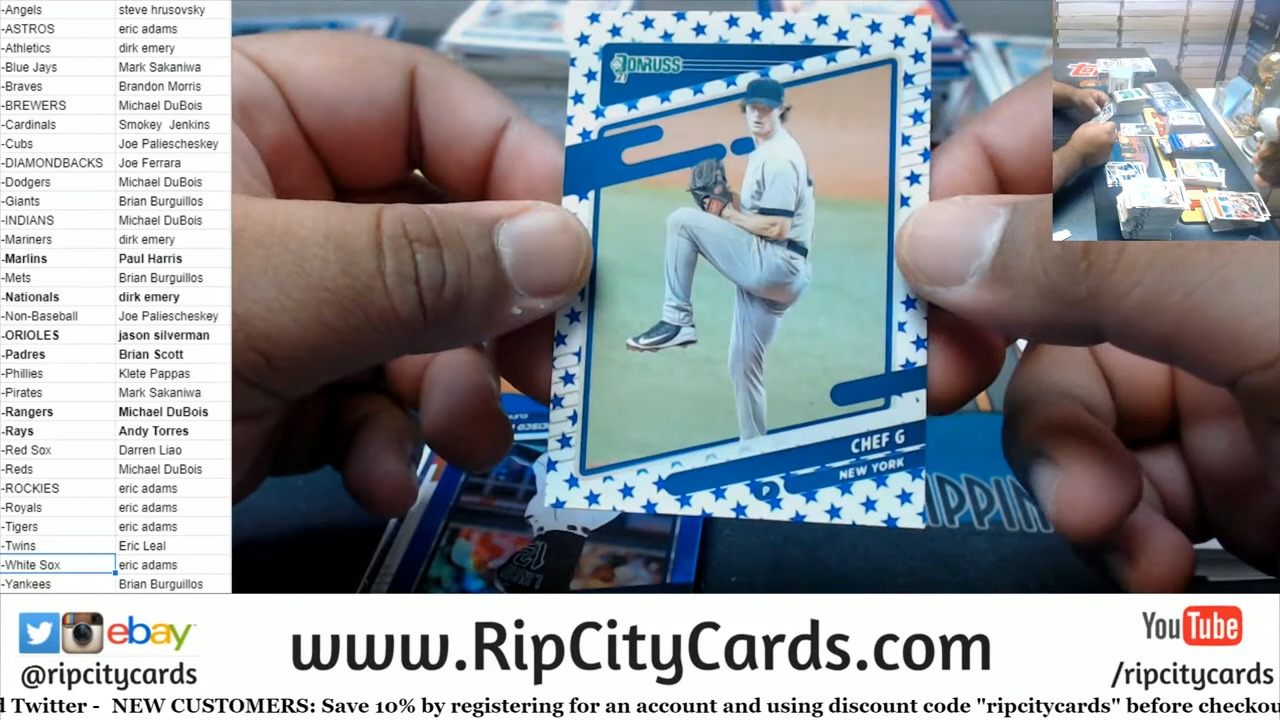 -Angels steve hrusovsky
-ASTROS eric adams
-Athletics dirk emery
-Blue Jays Mark Sakaniwa
-Braves Brandon Morris
-BREWERS Michael DuBois
-Cardinals Smokey Jenkins
-Cubs Joe Paliescheskey
-DIAMONDBACKS Joe Ferrara
-Dodgers Michael DuBois
-Giants Brian Burguillos
-INDIANS Michael DuBois
-Mariners dirk emery
-Marlins Paul Harris
-Mets Brian Burguillos
-Nationals dirk emery
-Non-Baseball Joe Paliescheskey
-ORIOLES jason silverman
-Padres Brian Scott
-Phillies Klete Pappas
-Pirates Mark Sakaniwa
-Rangers Michael DuBois
-Rays Andy Torres
-Red Sox Darren Liao
-Reds Michael DuBois
-ROCKIES eric adams
-Royals eric adams
-Tigers eric adams
-Twins Eric Leal
-White Sox eric adams
-Yankees Brian Burguillos
DONRUSS
CHEF G
NEW YORK
IPPIN
ebay
@ripcitycards
www.RipCityCards.com
YouTube
/ripcitycards
d Twitter - NEW CUSTOMERS: Save 10% by registering for an account and using discount code "ripcitycards" before checkou